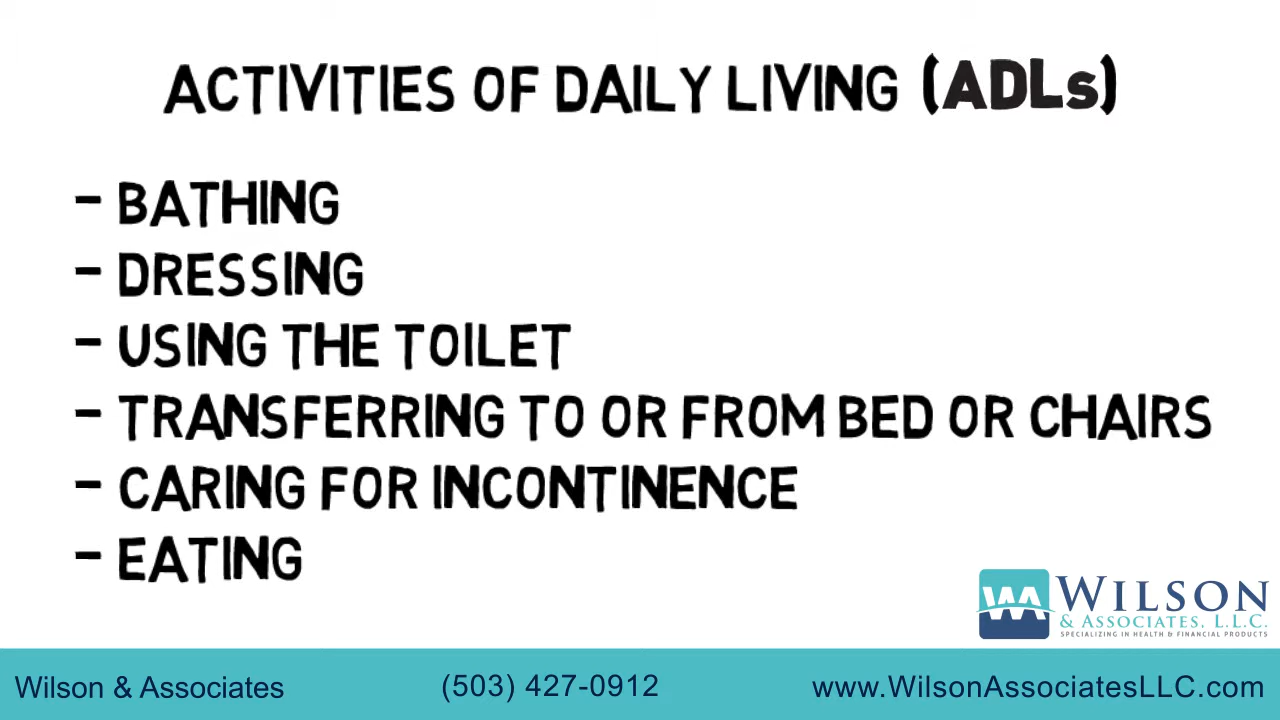 ACTIVITIES OF DAILY LIVING (ADLs)
- BATHING
- DRESSING
- USING THE TOILET
- TRANSFERRING TO OR FROM BED OR CHAIRS
- CARING FOR INCONTINENCE
- EATING
WILSON
& ASSOCIATES, L.L.C.
SPECIALIZING IN HEALTH & FINANCIAL PRODUCTS
Wilson & Associates
(503) 427-0912
www.WilsonAssociatesLLC.com